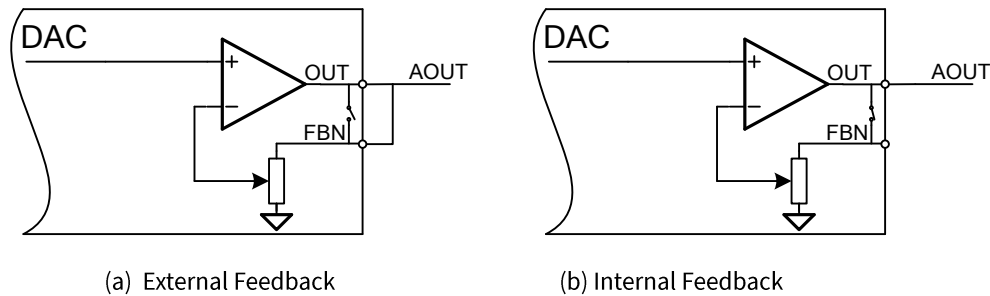 DAC
+
OUT
AOUT
−
FBN
(a) External Feedback
DAC
+
OUT
AOUT
−
FBN
(b) Internal Feedback